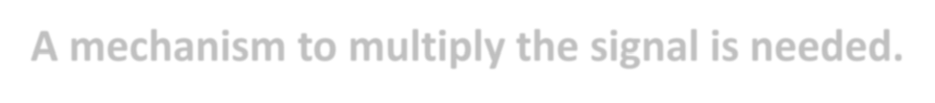 A mechanism to multiply the signal is needed.